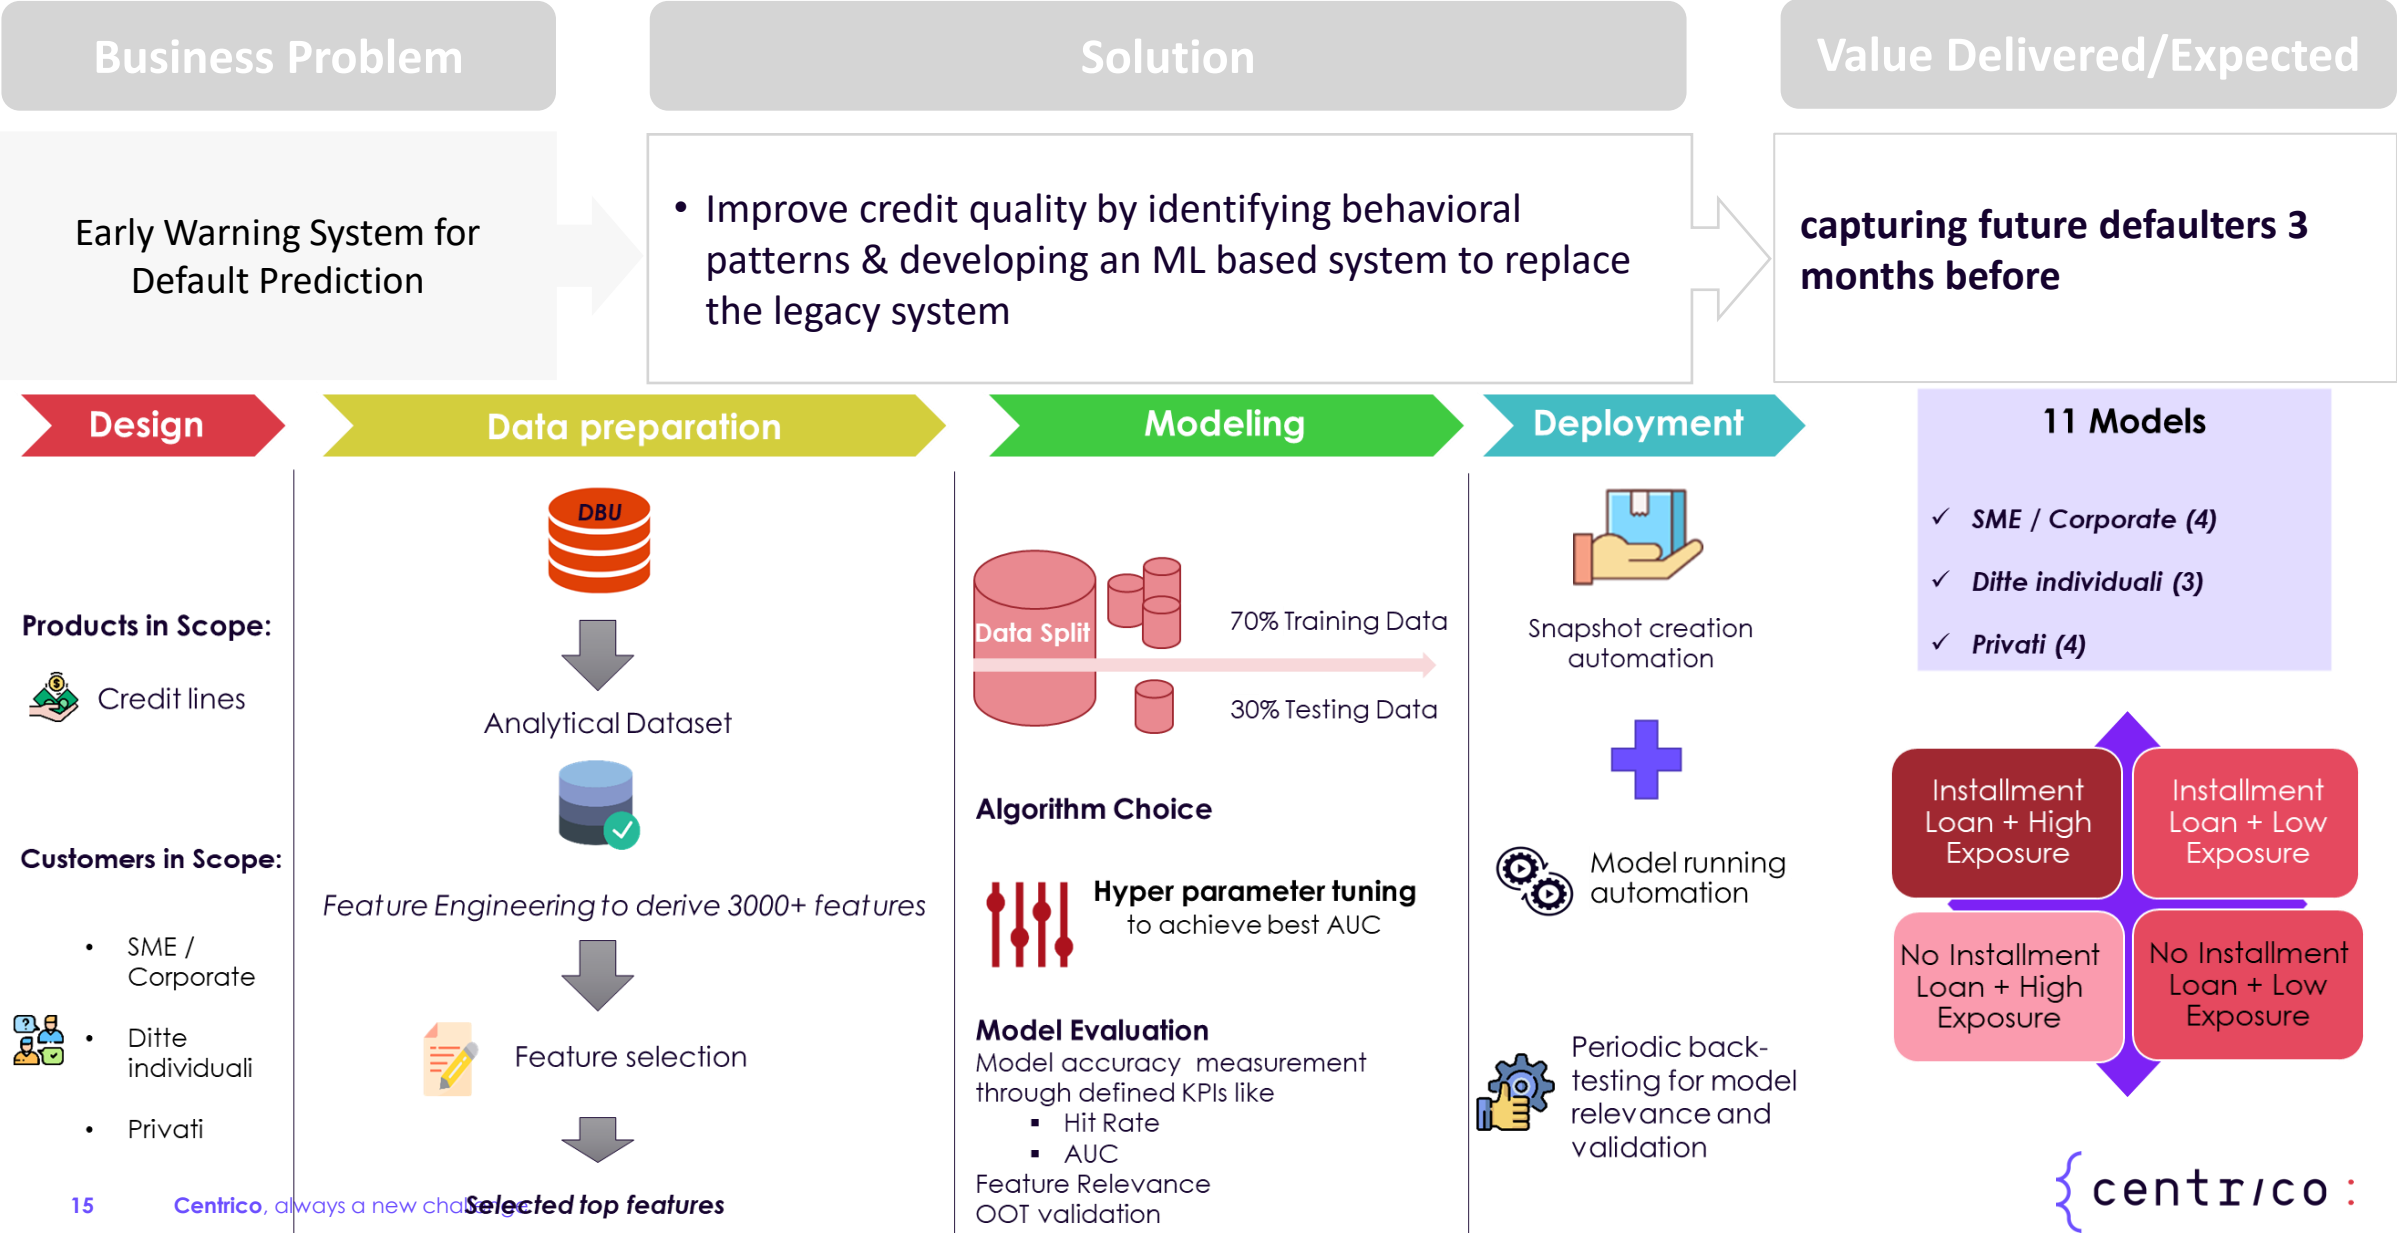 Business Problem
Solution
Value Delivered/Expected
Early Warning System for
Default Prediction
• Improve credit quality by identifying behavioral
patterns & developing an ML based system to replace
the legacy system
capturing future defaulters 3
months before
Design
Data preparation
Modeling
Deployment
Products in Scope:
Credit lines
Customers in Scope:
• SME /
Corporate
• Ditte
individuali
• Privati
DBU
Analytical Dataset
Feature Engineering to derive 3000+ features
Feature selection
Selected top features
Data Split
70% Training Data
30% Testing Data
Algorithm Choice
Hyper parameter tuning
to achieve best AUC
Model Evaluation
Model accuracy measurement
through defined KPIs like
▪ Hit Rate
▪ AUC
Feature Relevance
OOT validation
Snapshot creation
automation
Model running
automation
Periodic back-
testing for model
relevance and
validation
11 Models
✓ SME / Corporate (4)
✓ Ditte individuali (3)
✓ Privati (4)
Installment
Loan + High
Exposure
Installment
Loan + Low
Exposure
No Installment
Loan + High
Exposure
No Installment
Loan + Low
Exposure
15
Centrico, always a new challenge
{centrico: